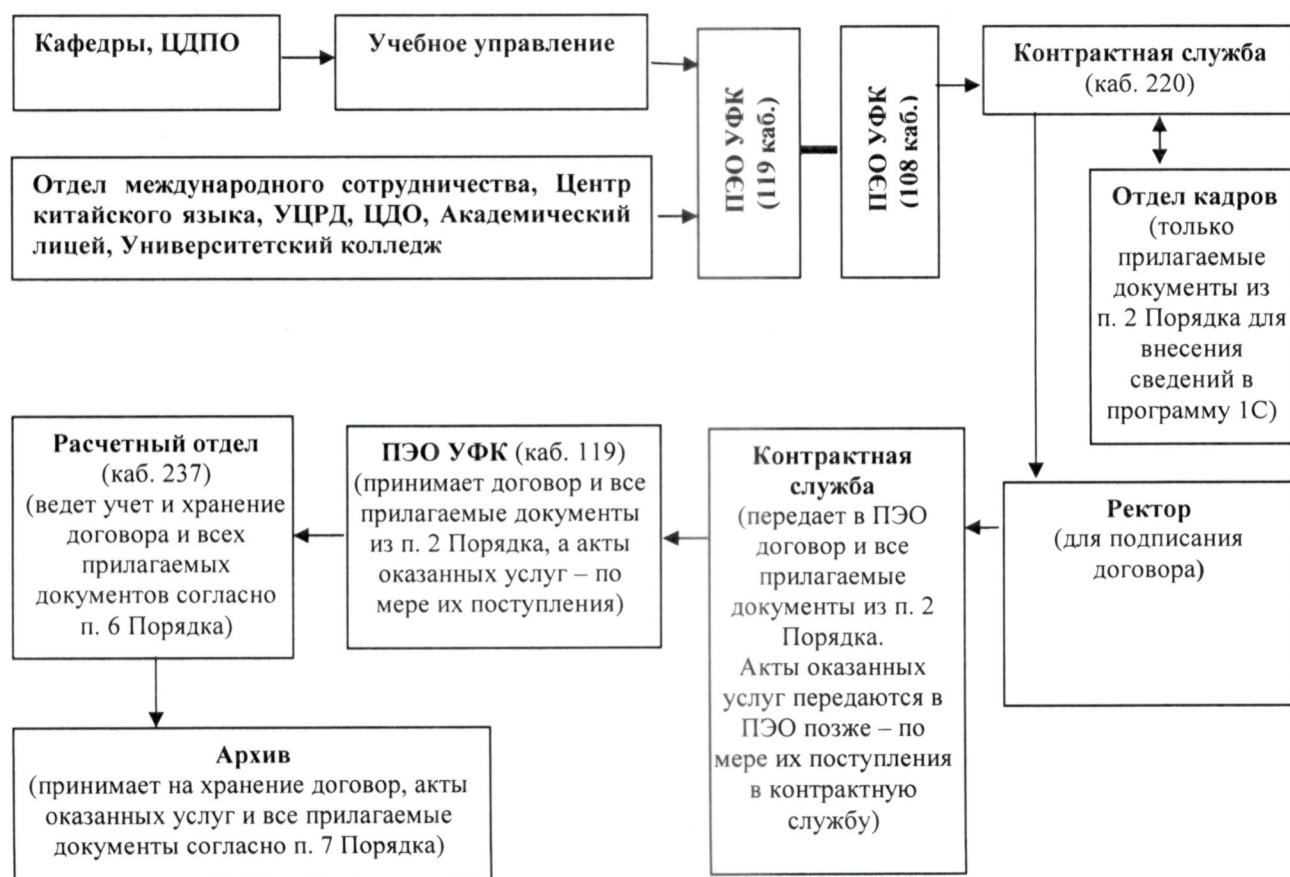 Кафедры, ЦДПО
Учебное управление
Отдел международного сотрудничества, Центр
китайского языка, УЦРД, ЦДО, Академический
лицей, Университетский колледж
ПЭО УФК
(119 каб.)
ПЭО УФК
(108 каб.)
Контрактная служба
(каб. 220)
Отдел кадров
(только
прилагаемые
документы из
п. 2 Порядка для
внесения
сведений в
программу 1С)
Ректор
(для подписания
договора)
Контрактная
служба
(передает в ПЭО
договор и все
прилагаемые
документы из п. 2
Порядка.
Акты оказанных
услуг передаются в
ПЭО позже – по
мере их поступления
в контрактную
службу)
ПЭО УФК (каб. 119)
(принимает договор и все
прилагаемые документы
из п. 2 Порядка, а акты
оказанных услуг – по
мере их поступления)
Расчетный отдел
(каб. 237)
(ведет учет и хранение
договора и всех
прилагаемых
документов согласно
п. 6 Порядка)
Архив
(принимает на хранение договор, акты
оказанных услуг и все прилагаемые
документы согласно п. 7 Порядка)